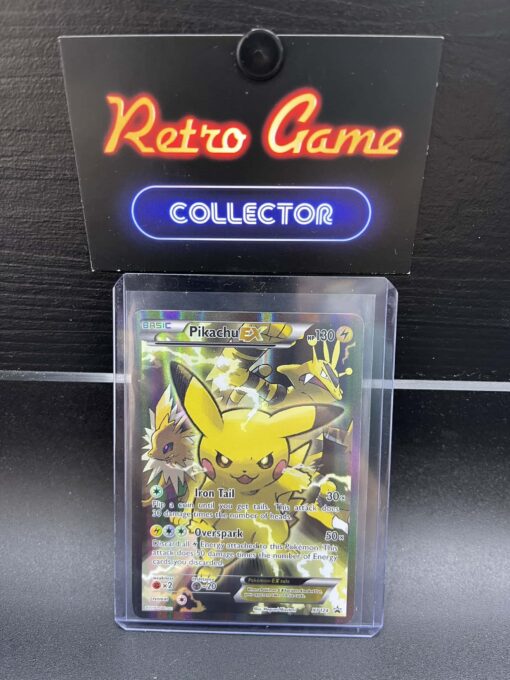 Retro Game
COLLECTOR
BASIC
Pikachu EX
HP 130
Iron Tail 30×
Flip a coin until you get tails. This attack does
30 damage times the number of heads.
Overspark 50×
Discard all Energy attached to this Pokémon. This
attack does 50 damage times the number of Energy
cards you discarded.
weakness
×2
-20
Pokémon-EX rule
XY124